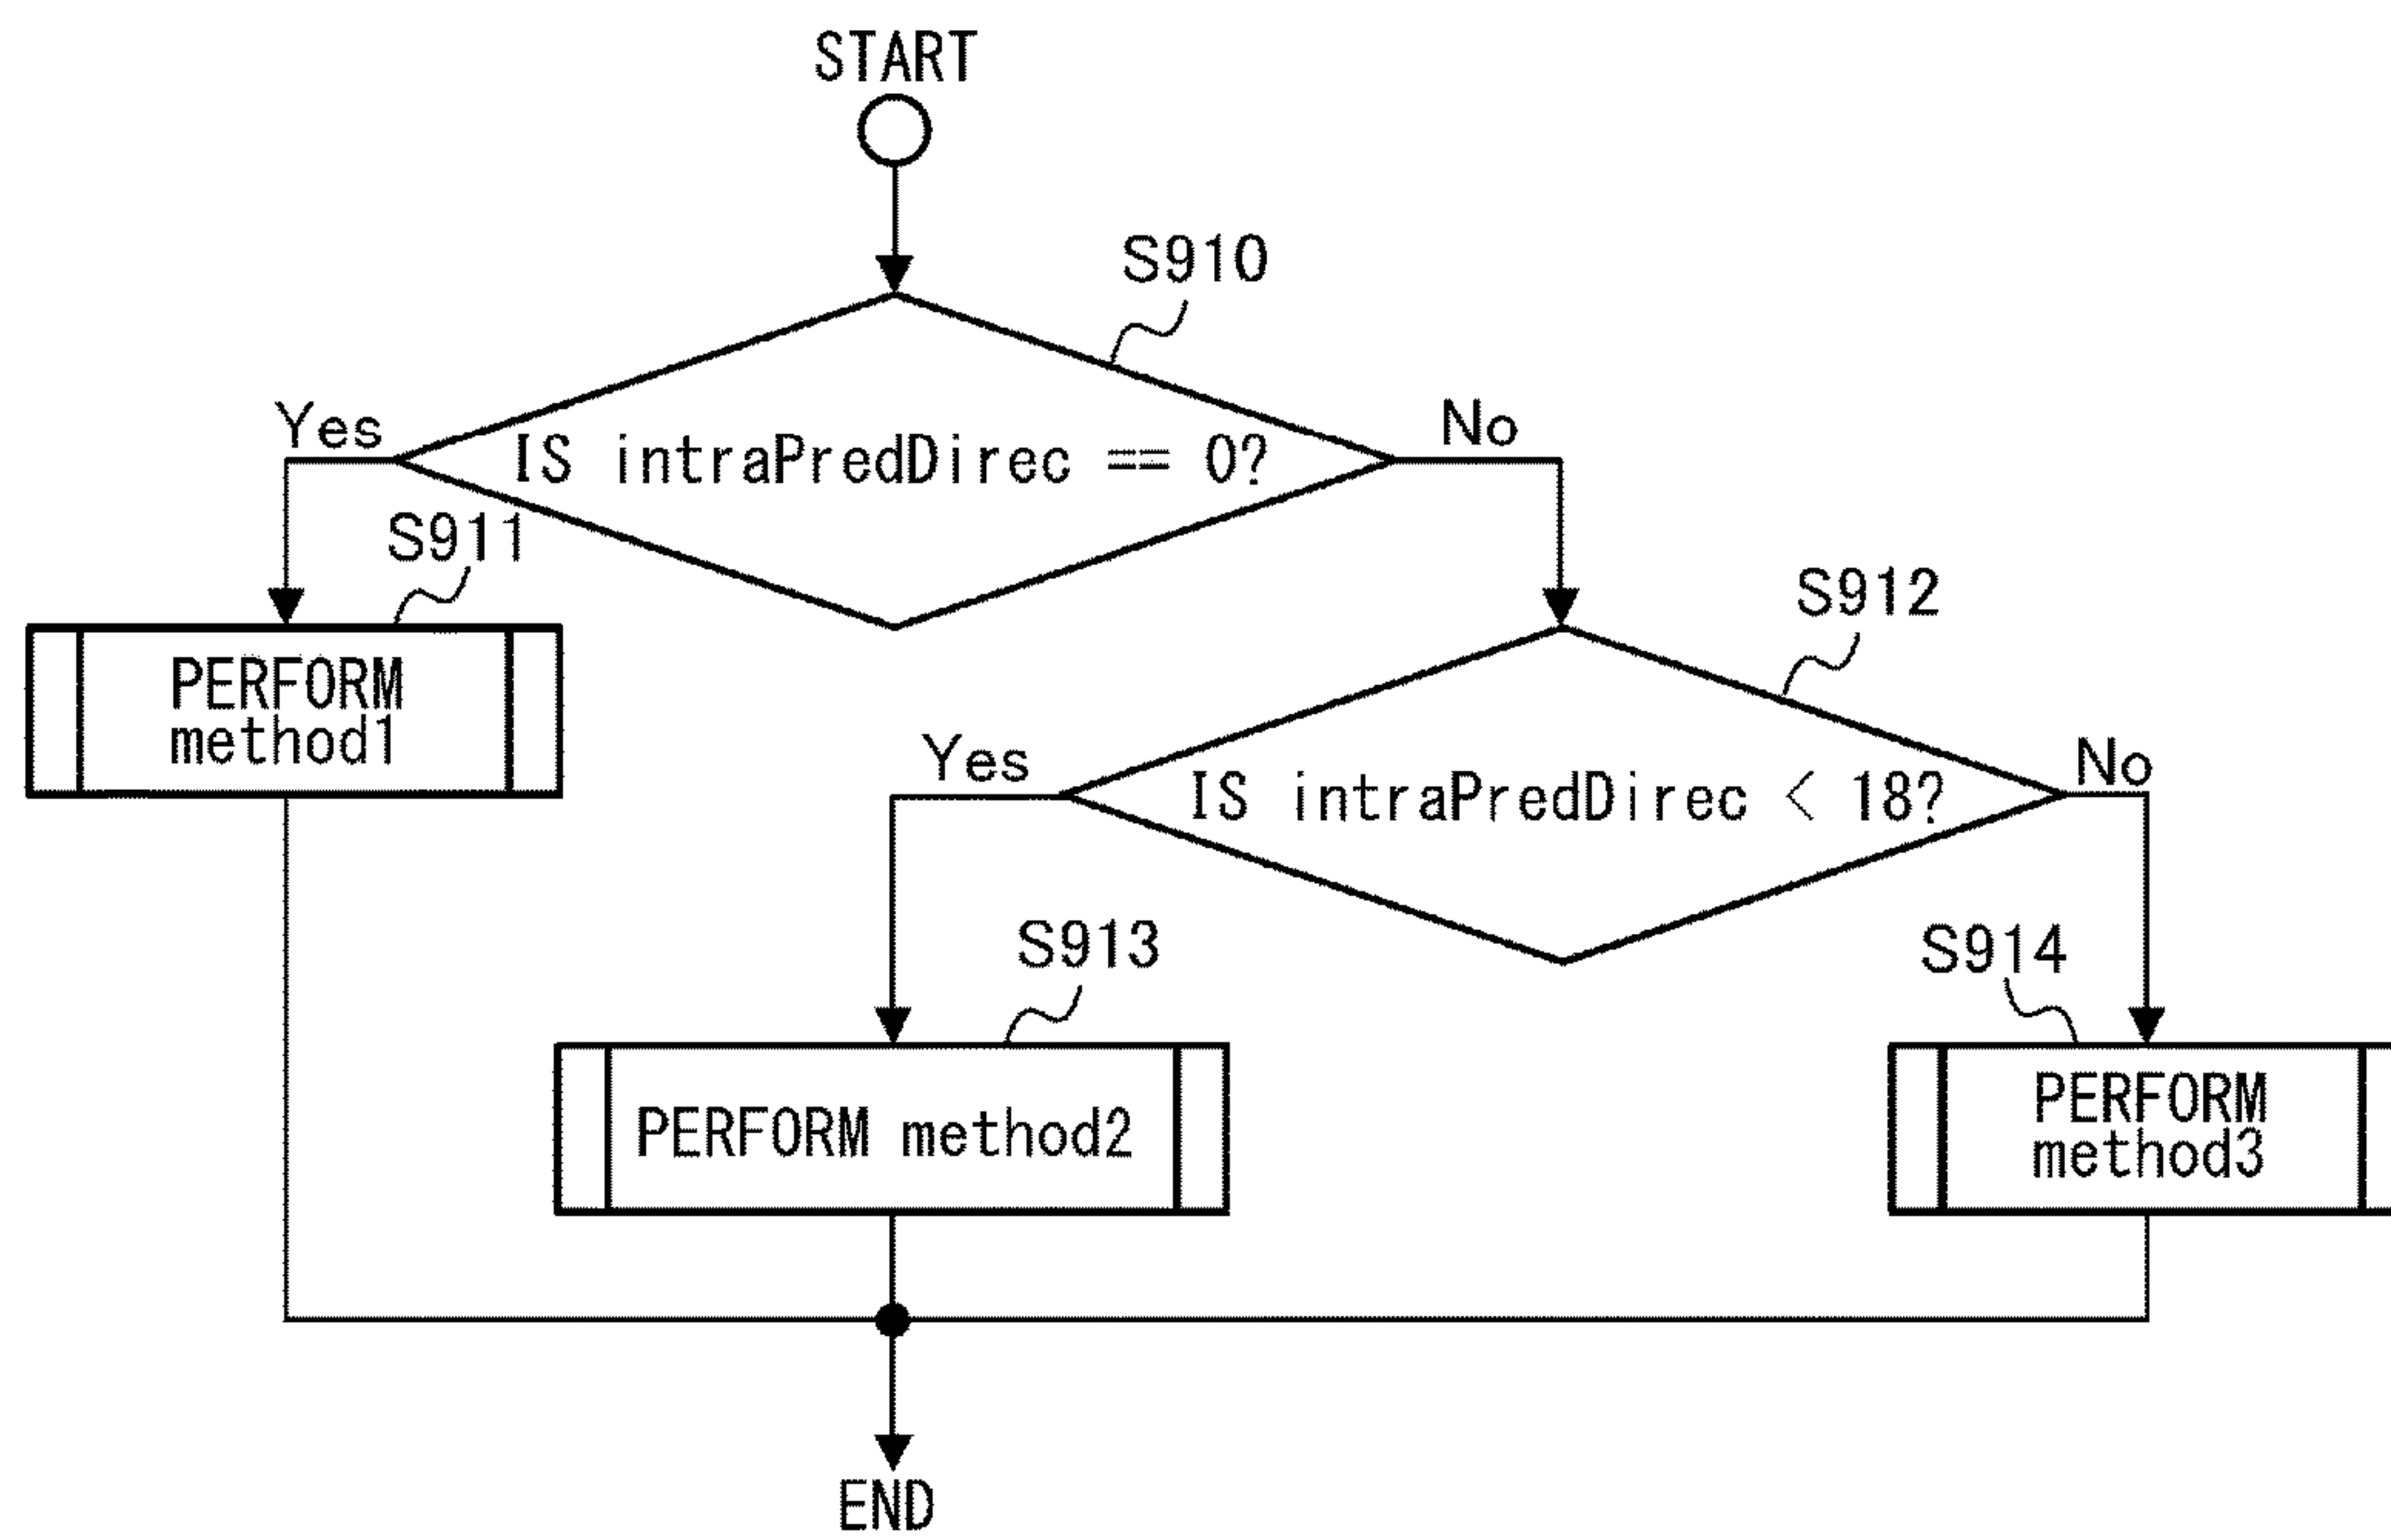 START
S910
Yes
IS intraPredDirec == 0?
No
S911
S912
PERFORM
method1
Yes
IS intraPredDirec < 18?
No
S913
S914
PERFORM method2
PERFORM
method3
END